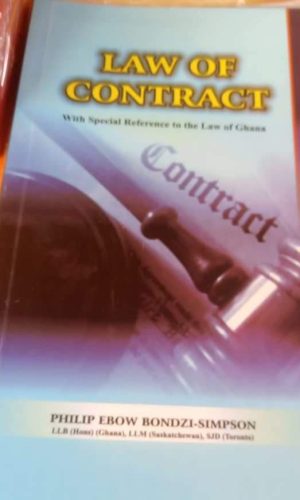 LAW OF
CONTRACT
With Special Reference to the Law of Ghana
Contract
PHILIP EBOW BONDZI-SIMPSON
LLB (Hons) (Ghana), LLM (Saskatchewan), SJD (Toronto)